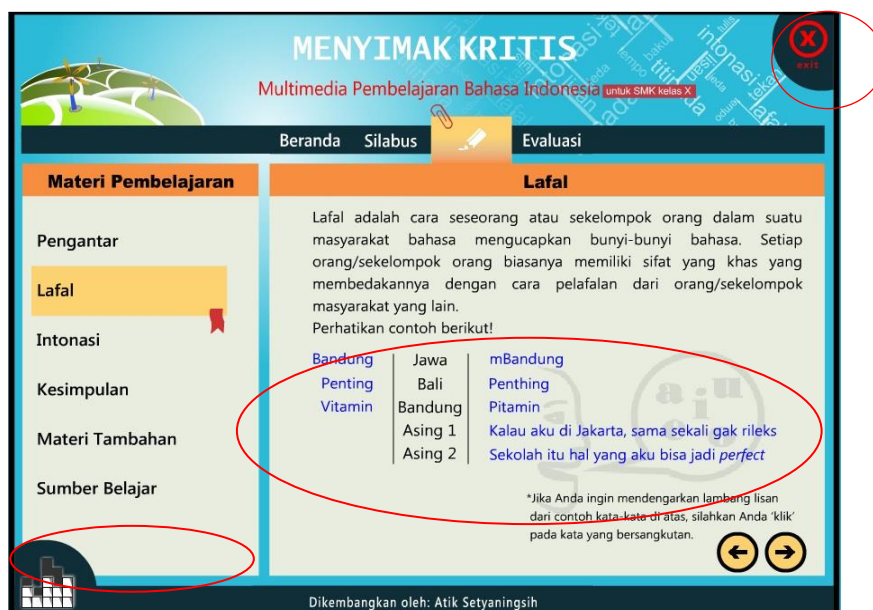 MENYIMAK KRITIS
Multimedia Pembelajaran Bahasa Indonesia untuk SMK kelas X
X
exit
Beranda Silabus Evaluasi
Materi Pembelajaran
Pengantar
Lafal
Intonasi
Kesimpulan
Materi Tambahan
Sumber Belajar
Lafal
Lafal adalah cara seseorang atau sekelompok orang dalam suatu
masyarakat bahasa mengucapkan bunyi-bunyi bahasa. Setiap
orang/sekelompok orang biasanya memiliki sifat yang khas yang
membedakannya dengan cara pelafalan dari orang/sekelompok
masyarakat yang lain.
Perhatikan contoh berikut!
Bandung Jawa mBandung
Penting Bali Penthing
Vitamin Bandung Pitamin
Asing 1 Kalau aku di Jakarta, sama sekali gak rileks
Asing 2 Sekolah itu hal yang aku bisa jadi perfect
a i u
*Jika Anda ingin mendengarkan lambang lisan
dari contoh kata-kata di atas, silahkan Anda 'klik'
pada kata yang bersangkutan.
Dikembangkan oleh: Atik Setyaningsih